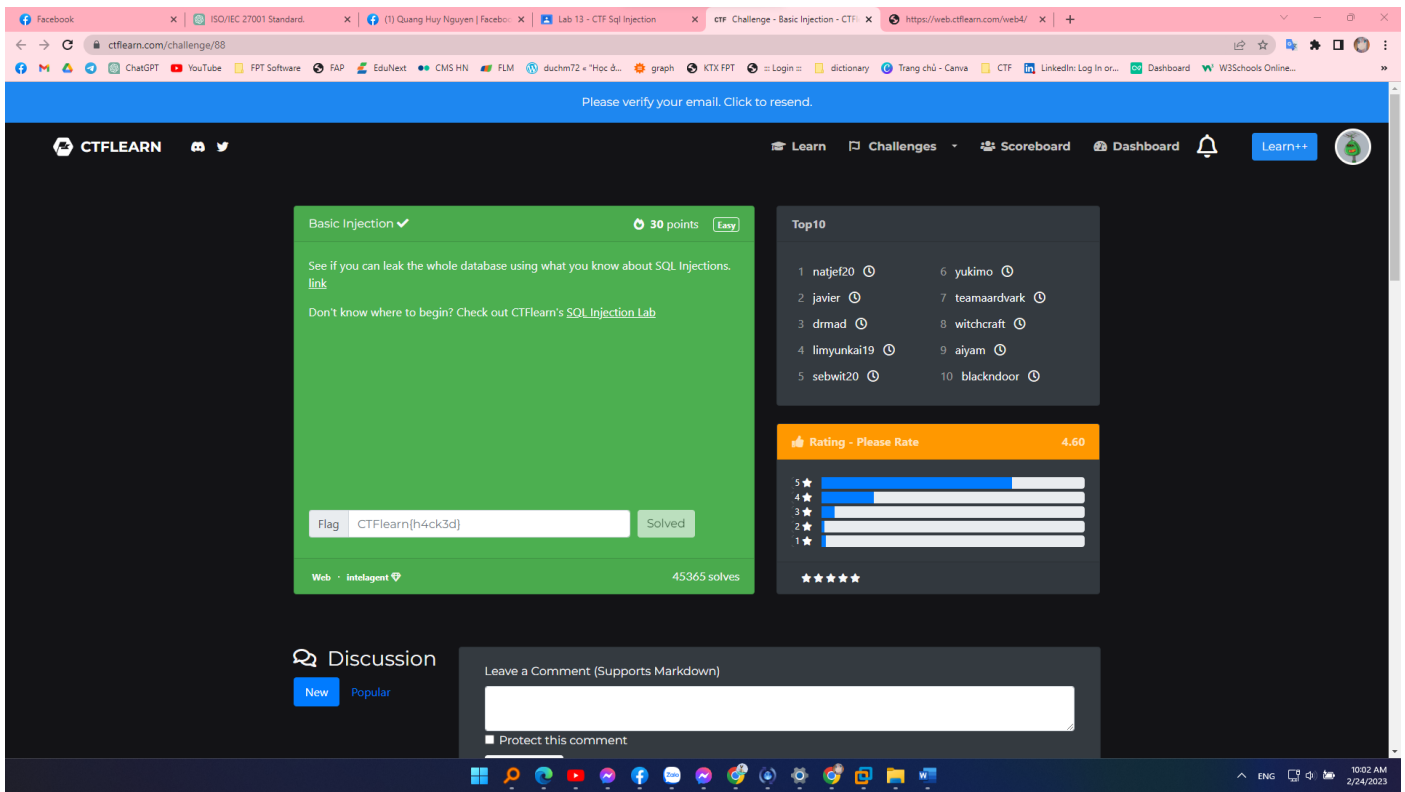 Facebook
ISO/IEC 27001 Standard.
(1) Quang Huy Nguyen | Faceboo
Lab 13 - CTF Sql Injection
CTF Challenge - Basic Injection - CTF
https://web.ctflearn.com/web4/
ctflearn.com/challenge/88
ChatGPT YouTube FPT Software FAP EduNext CMS HN FLM duchm72 « "Học ở... graph KTX FPT :: Login :: dictionary Trang chủ - Canva CTF LinkedIn: Log In or... Dashboard W3Schools Online... »
Please verify your email. Click to resend.
CTFLEARN Learn Challenges Scoreboard Dashboard Learn++
Basic Injection 30 points Easy
See if you can leak the whole database using what you know about SQL Injections.
link
Don't know where to begin? Check out CTFlearn's SQL Injection Lab
Flag CTFlearn{h4ck3d} Solved
Web · intelagent 45365 solves
Top10
1 natjef20
2 javier
3 drmad
4 limyunkai19
5 sebwit20
6 yukimo
7 teamaardvark
8 witchcraft
9 aiyam
10 blackndoor
Rating - Please Rate 4.60
5
4
3
2
1
Discussion
New Popular
Leave a Comment (Supports Markdown)
Protect this comment
Zalo
ENG
10:02 AM
2/24/2023